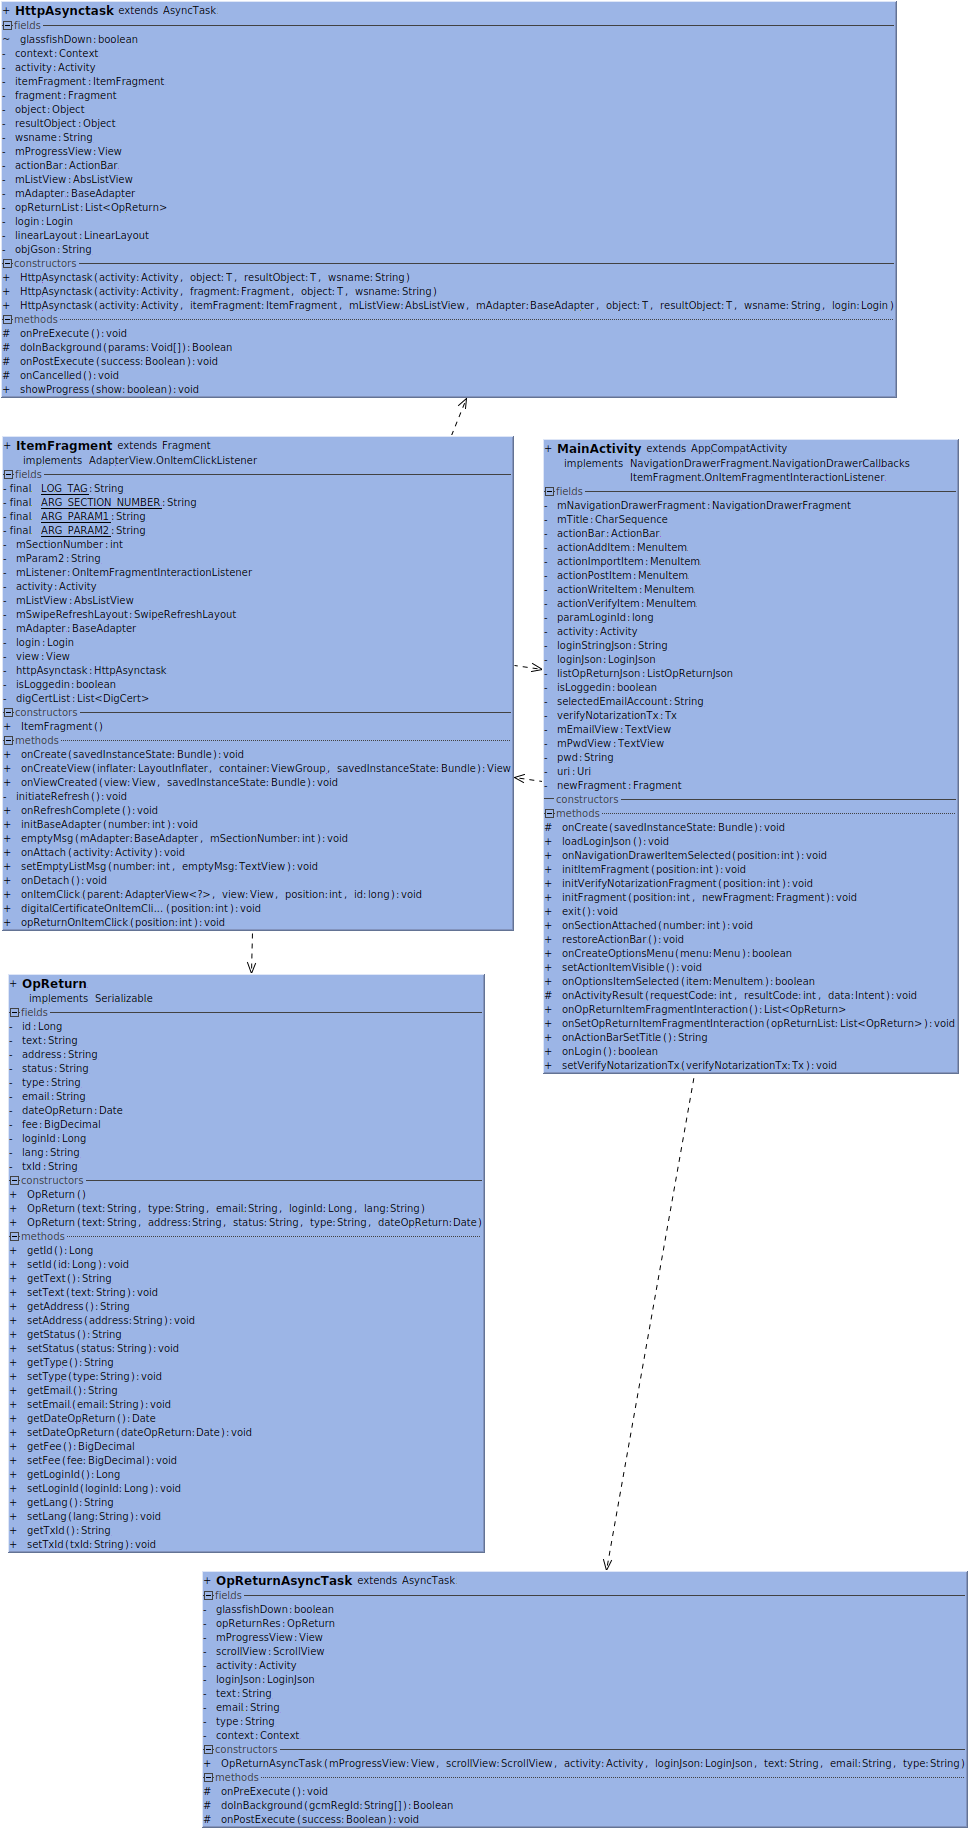 + HttpAsynctask extends AsyncTask
fields
~ glassfishDown : boolean
- context : Context
- activity : Activity
- itemFragment : ItemFragment
- fragment : Fragment
- object : Object
- resultObject : Object
- wsname : String
- mProgressView : View
- actionBar : ActionBar
- mListView : AbsListView
- mAdapter : BaseAdapter
- opReturnList : List<OpReturn>
- login : Login
- linearLayout : LinearLayout
- objGson : String
constructors
+ HttpAsynctask (activity : Activity, object : T, resultObject : T, wsname : String)
+ HttpAsynctask (activity : Activity, fragment : Fragment, object : T, wsname : String)
+ HttpAsynctask (activity : Activity, itemFragment : ItemFragment, mListView : AbsListView, mAdapter : BaseAdapter, object : T, resultObject : T, wsname : String, login : Login)
methods
# onPreExecute () : void
# doInBackground (params : Void[]) : Boolean
# onPostExecute (success : Boolean) : void
# onCancelled () : void
+ showProgress (show : boolean) : void
+ ItemFragment extends Fragment
implements AdapterView.OnItemClickListener
fields
- final LOG_TAG : String
- final ARG_SECTION_NUMBER : String
- final ARG_PARAM1 : String
- final ARG_PARAM2 : String
- mSectionNumber : int
- mParam2 : String
- mListener : OnItemFragmentInteractionListener
- activity : Activity
- mListView : AbsListView
- mSwipeRefreshLayout : SwipeRefreshLayout
- mAdapter : BaseAdapter
- login : Login
- view : View
- httpAsynctask : HttpAsynctask
- isLoggedin : boolean
- digCertList : List<DigCert>
constructors
+ ItemFragment ()
methods
+ onCreate (savedInstanceState : Bundle) : void
+ onCreateView (inflater : LayoutInflater, container : ViewGroup, savedInstanceState : Bundle) : View
+ onViewCreated (view : View, savedInstanceState : Bundle) : void
- initiateRefresh () : void
+ onRefreshComplete () : void
+ initBaseAdapter (number : int) : void
+ emptyMsg (mAdapter : BaseAdapter, mSectionNumber : int) : void
+ onAttach (activity : Activity) : void
+ setEmptyListMsg (number : int, emptyMsg : TextView) : void
+ onDetach () : void
+ onItemClick (parent : AdapterView<?>, view : View, position : int, id : long) : void
+ digitalCertificateOnItemCli... (position : int) : void
+ opReturnOnItemClick (position : int) : void
+ MainActivity extends AppCompatActivity
implements NavigationDrawerFragment.NavigationDrawerCallbacks
ItemFragment.OnItemFragmentInteractionListener
fields
- mNavigationDrawerFragment : NavigationDrawerFragment
- mTitle : CharSequence
- actionBar : ActionBar
- actionAddItem : MenuItem
- actionImportItem : MenuItem
- actionPostItem : MenuItem
- actionWriteItem : MenuItem
- actionVerifyItem : MenuItem
- paramLoginId : long
- activity : Activity
- loginStringJson : String
- loginJson : LoginJson
- listOpReturnJson : ListOpReturnJson
- isLoggedin : boolean
- selectedEmailAccount : String
- verifyNotarizationTx : Tx
- mEmailView : TextView
- mPwdView : TextView
- pwd : String
- uri : Uri
- newFragment : Fragment
constructors
methods
# onCreate (savedInstanceState : Bundle) : void
+ loadLoginJson () : void
+ onNavigationDrawerItemSelected (position : int) : void
+ initItemFragment (position : int) : void
+ initVerifyNotarizationFragment (position : int) : void
+ initFragment (position : int, newFragment : Fragment) : void
+ exit () : void
+ onSectionAttached (number : int) : void
+ restoreActionBar () : void
+ onCreateOptionsMenu (menu : Menu) : boolean
+ setActionItemVisible () : void
+ onOptionsItemSelected (item : MenuItem) : boolean
# onActivityResult (requestCode : int, resultCode : int, data : Intent) : void
+ onOpReturnItemFragmentInteraction () : List<OpReturn>
+ onSetOpReturnItemFragmentInteraction (opReturnList : List<OpReturn>) : void
+ onActionBarSetTitle () : String
+ onLogin () : boolean
+ setVerifyNotarizationTx (verifyNotarizationTx : Tx) : void
+ OpReturn
implements Serializable
fields
- id : Long
- text : String
- address : String
- status : String
- type : String
- email : String
- dateOpReturn : Date
- fee : BigDecimal
- loginId : Long
- lang : String
- txId : String
constructors
+ OpReturn ()
+ OpReturn (text : String, type : String, email : String, loginId : Long, lang : String)
+ OpReturn (text : String, address : String, status : String, type : String, dateOpReturn : Date)
methods
+ getId () : Long
+ setId (id : Long) : void
+ getText () : String
+ setText (text : String) : void
+ getAddress () : String
+ setAddress (address : String) : void
+ getStatus () : String
+ setStatus (status : String) : void
+ getType () : String
+ setType (type : String) : void
+ getEmail () : String
+ setEmail (email : String) : void
+ getDateOpReturn () : Date
+ setDateOpReturn (dateOpReturn : Date) : void
+ getFee () : BigDecimal
+ setFee (fee : BigDecimal) : void
+ getLoginId () : Long
+ setLoginId (loginId : Long) : void
+ getLang () : String
+ setLang (lang : String) : void
+ getTxId () : String
+ setTxId (txId : String) : void
+ OpReturnAsyncTask extends AsyncTask
fields
- glassfishDown : boolean
- opReturnRes : OpReturn
- mProgressView : View
- scrollView : ScrollView
- activity : Activity
- loginJson : LoginJson
- text : String
- email : String
- type : String
- context : Context
constructors
+ OpReturnAsyncTask (mProgressView : View, scrollView : ScrollView, activity : Activity, loginJson : LoginJson, text : String, email : String, type : String)
methods
# onPreExecute () : void
# doInBackground (gcmRegId : String[]) : Boolean
# onPostExecute (success : Boolean) : void